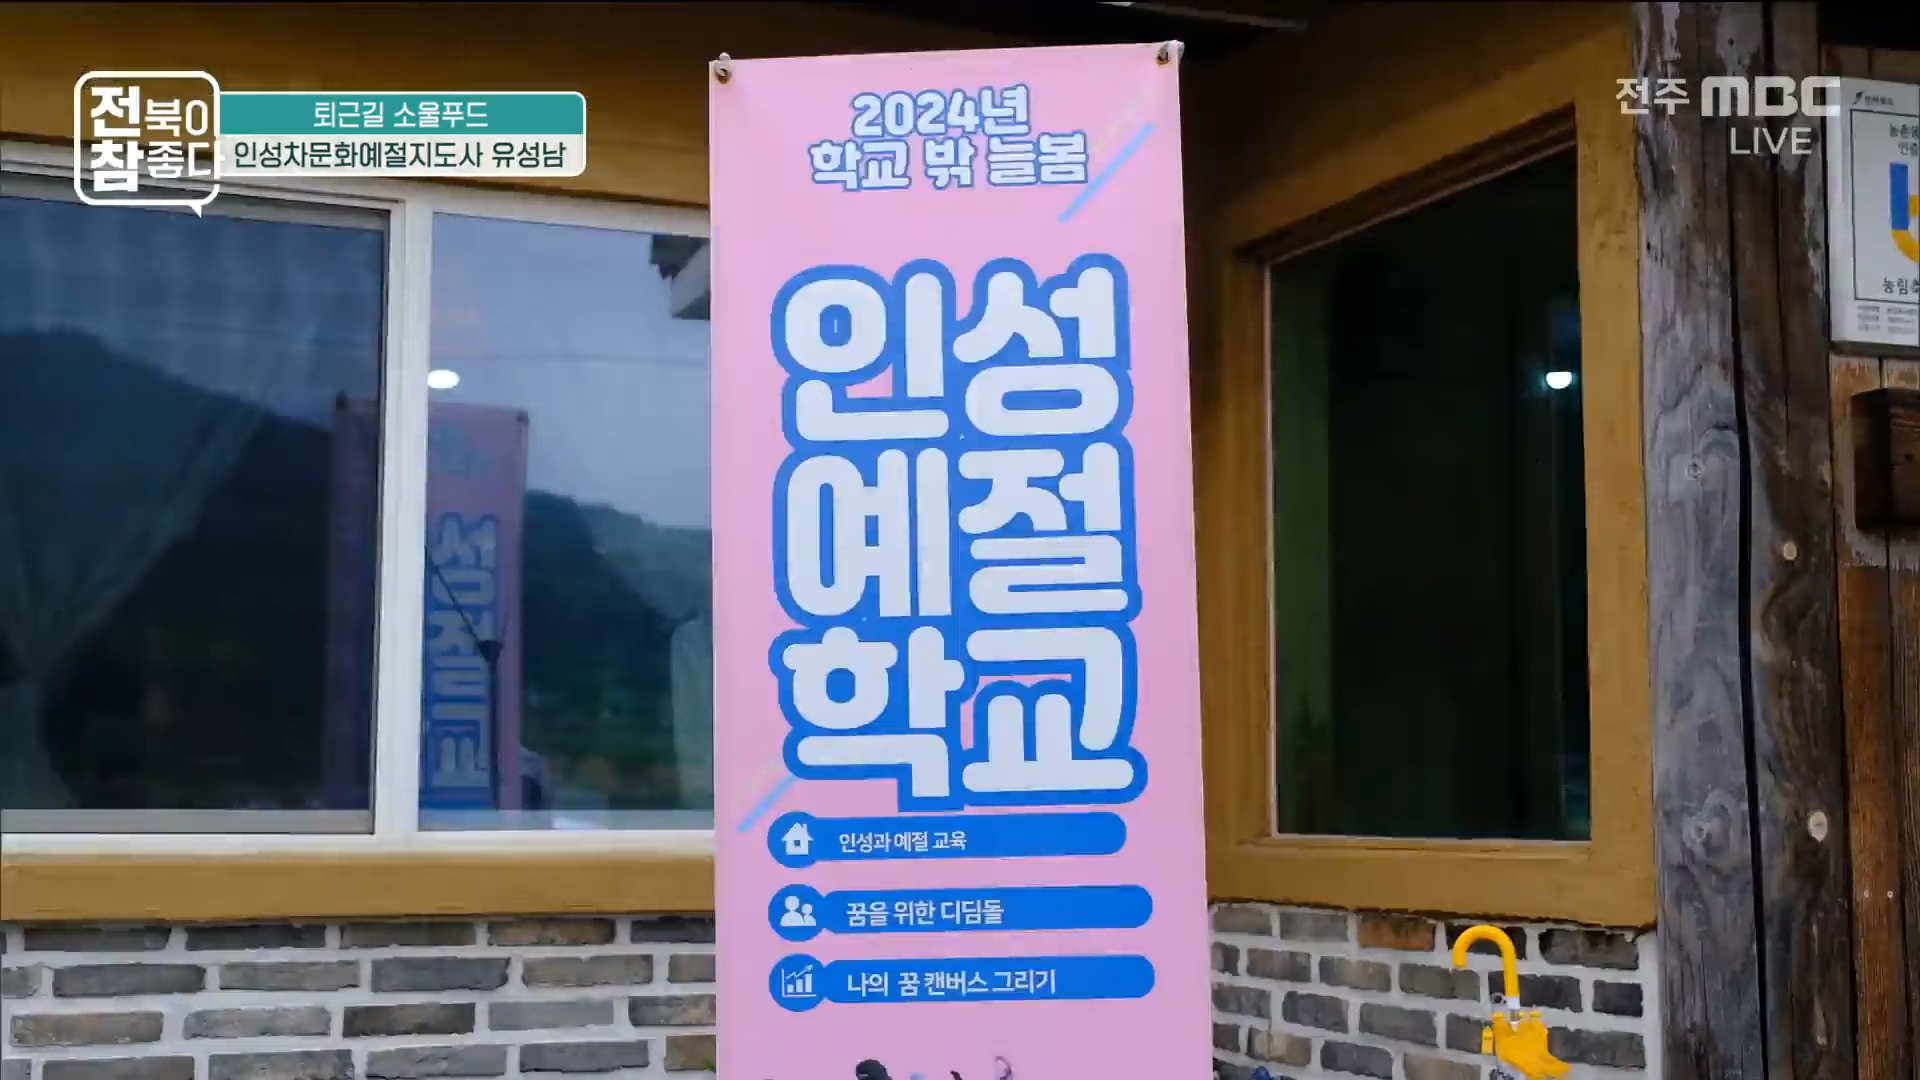 전북이
참좋다
퇴근길 소울푸드
인성차문화예절지도사 유성남
전주 MBC
LIVE
2024년
학교 밖 늘봄
인성
예절
학교
인성과 예절 교육
꿈을 위한 디딤돌
나의 꿈 캔버스 그리기